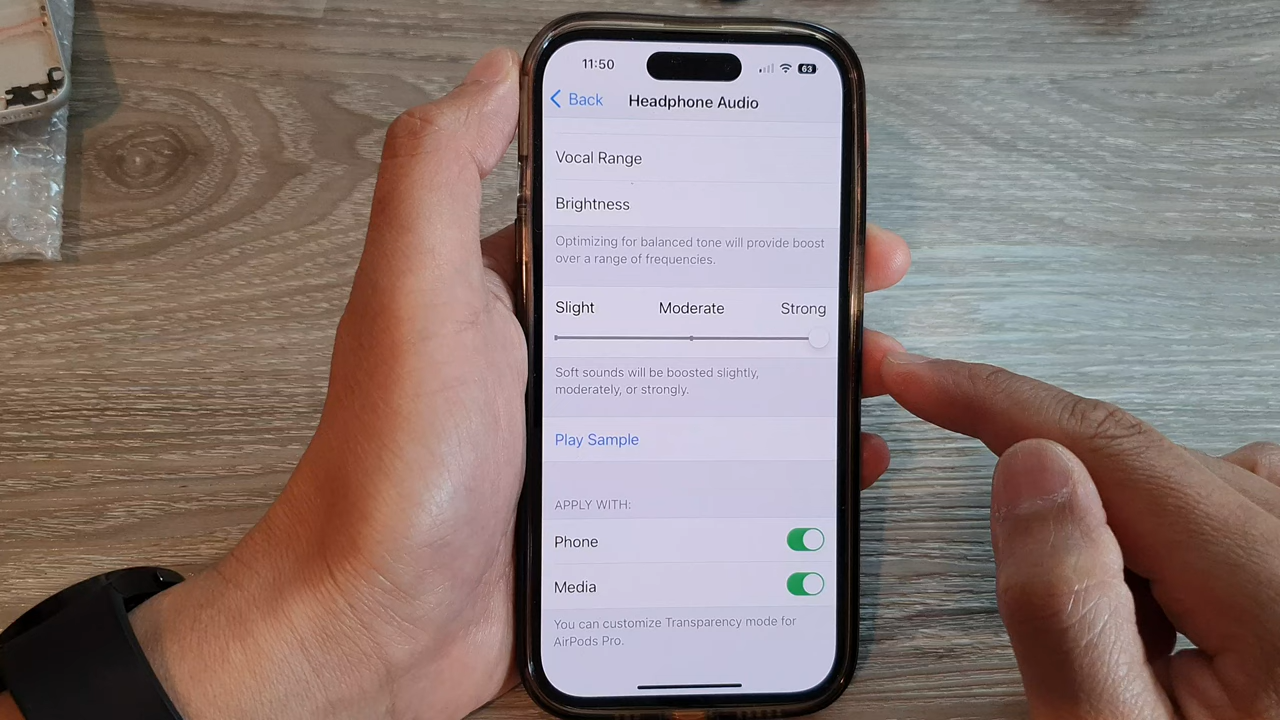 11:50
63
Back
Headphone Audio
Vocal Range
Brightness
Optimizing for balanced tone will provide boost
over a range of frequencies.
Slight Moderate Strong
Soft sounds will be boosted slightly,
moderately, or strongly.
Play Sample
APPLY WITH:
Phone
Media
You can customize Transparency mode for
AirPods Pro.